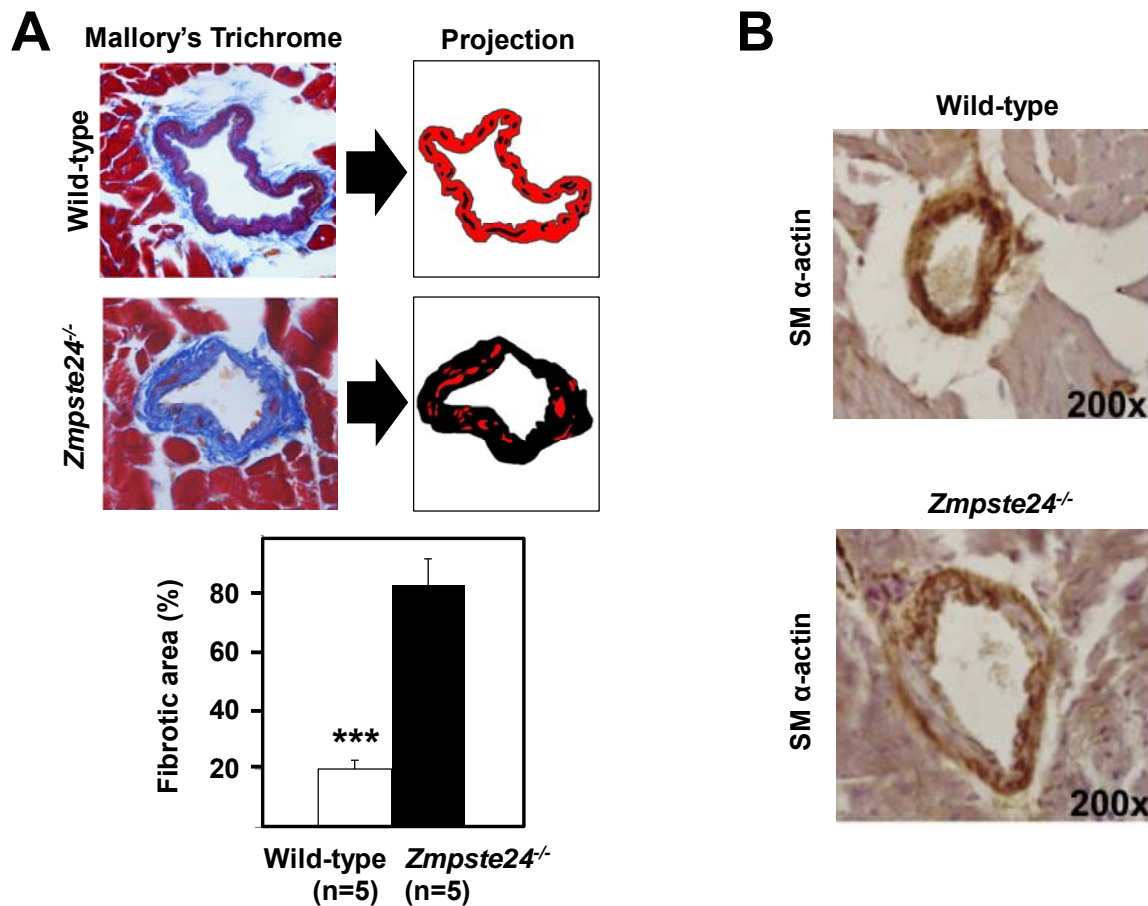 A
Mallory's Trichrome
Projection
Wild-type
Zmpste24-/-
Fibrotic area (%)
80
60
40
20
***
Wild-type
(n=5)
Zmpste24-/-
(n=5)
B
Wild-type
SM α-actin
200x
Zmpste24-/-
SM α-actin
200x